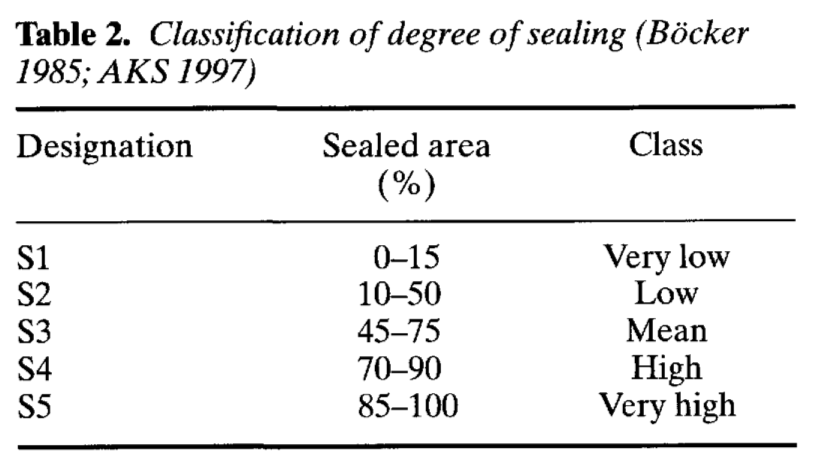 Table 2. Classification of degree of sealing (Böcker
1985; AKS 1997)
Designation Sealed area Class
(%)
S1 0–15 Very low
S2 10–50 Low
S3 45–75 Mean
S4 70–90 High
S5 85–100 Very high